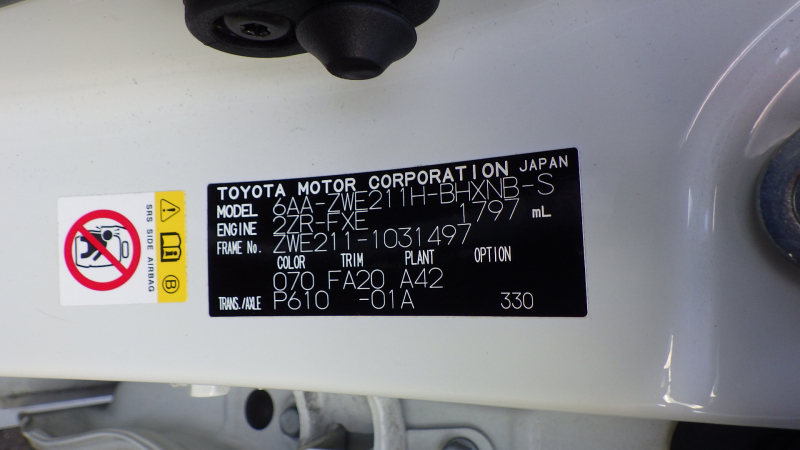 TOYOTA MOTOR CORPORATION JAPAN
MODEL 6AA-ZWE211H-BHXNB-S
ENGINE 2ZR-FXE 1797 mL
FRAME No. ZWE211-1031497
COLOR TRIM PLANT OPTION
070 FA20 A42
TRANS./AXLE P610 -01A 330
SRS SIDE AIRBAG
B